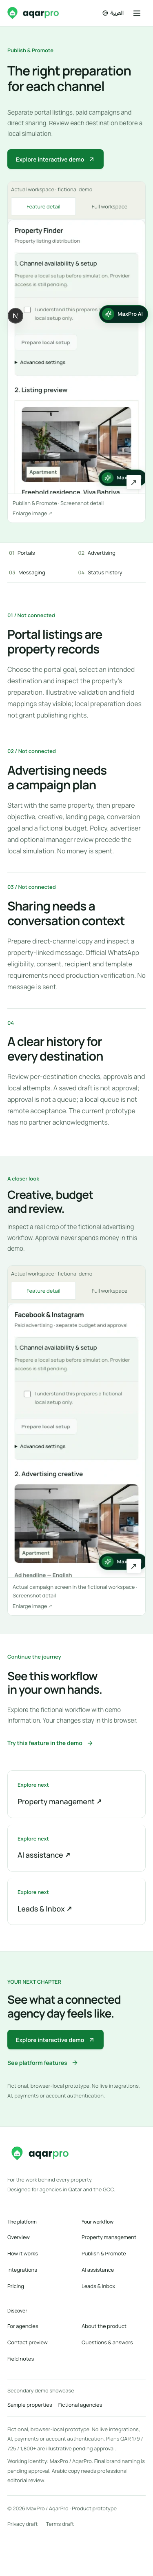 aqarpro
العربية
Publish & Promote
The right preparation
for each channel
Separate portal listings, paid campaigns and
direct sharing. Review each destination before a
local simulation.
Explore interactive demo ↗
Actual workspace · fictional demo
Feature detail
Full workspace
Property Finder
Property listing distribution
1. Channel availability & setup
Prepare a local setup before simulation. Provider
access is still pending.
I understand this prepares
local setup only.
N
MaxPro AI
Prepare local setup
▸ Advanced settings
2. Listing preview
Apartment
Freehold residence, Viva Bahriya
Publish & Promote · Screenshot detail
Enlarge image ↗
01 Portals
02 Advertising
03 Messaging
04 Status history
01 / Not connected
Portal listings are
property records
Choose the portal goal, select an intended
destination and inspect the property's
preparation. Illustrative validation and field
mappings stay visible; local preparation does
not grant publishing rights.
02 / Not connected
Advertising needs
a campaign plan
Start with the same property, then prepare
objective, creative, landing page, conversion
goal and a fictional budget. Policy, advertiser
and optional manager review precede the
local simulation. No money is spent.
03 / Not connected
Sharing needs a
conversation context
Prepare direct-channel copy and inspect a
property-linked message. Official WhatsApp
eligibility, consent, recipient and template
requirements need production verification. No
message is sent.
04
A clear history for
every destination
Review per-destination checks, approvals and
local attempts. A saved draft is not approval;
approval is not a queue; a local queue is not
remote acceptance. The current prototype
has no partner acknowledgments.
A closer look
Creative, budget
and review.
Inspect a real crop of the fictional advertising
workflow. Approval never spends money in this
demo.
Actual workspace · fictional demo
Feature detail
Full workspace
Facebook & Instagram
Paid advertising · separate budget and approval
1. Channel availability & setup
Prepare a local setup before simulation. Provider
access is still pending.
I understand this prepares a fictional
local setup only.
Prepare local setup
▸ Advanced settings
2. Advertising creative
Apartment
Ad headline — English
Actual campaign screen in the fictional workspace ·
Screenshot detail
Enlarge image ↗
Continue the journey
See this workflow
in your own hands.
Explore the fictional workflow with demo
information. Your changes stay in this browser.
Try this feature in the demo →
Explore next
Property management ↗
Explore next
AI assistance ↗
Explore next
Leads & Inbox ↗
YOUR NEXT CHAPTER
See what a connected
agency day feels like.
Explore interactive demo ↗
See platform features →
Fictional, browser-local prototype. No live integrations,
AI, payments or account authentication.
aqarpro
For the work behind every property.
Designed for agencies in Qatar and the GCC.
The platform
Your workflow
Overview
Property management
How it works
Publish & Promote
Integrations
AI assistance
Pricing
Leads & Inbox
Discover
For agencies
About the product
Contact preview
Questions & answers
Field notes
Secondary demo showcase
Sample properties
Fictional agencies
Fictional, browser-local prototype. No live integrations,
AI, payments or account authentication. Plans QAR 179 /
725 / 1,800+ are illustrative pending approval.
Working identity: MaxPro / AqarPro. Final brand naming is
pending approval. Arabic copy needs professional
editorial review.
© 2026 MaxPro / AqarPro · Product prototype
Privacy draft
Terms draft